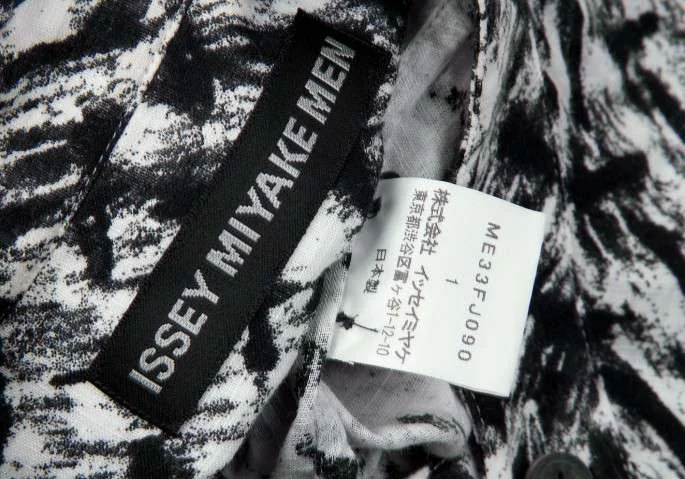 ISSEY MIYAKE MEN
ME33FJ090
1
株式会社 イッセイミヤケ
東京都渋谷区富ヶ谷1-12-10
日本製